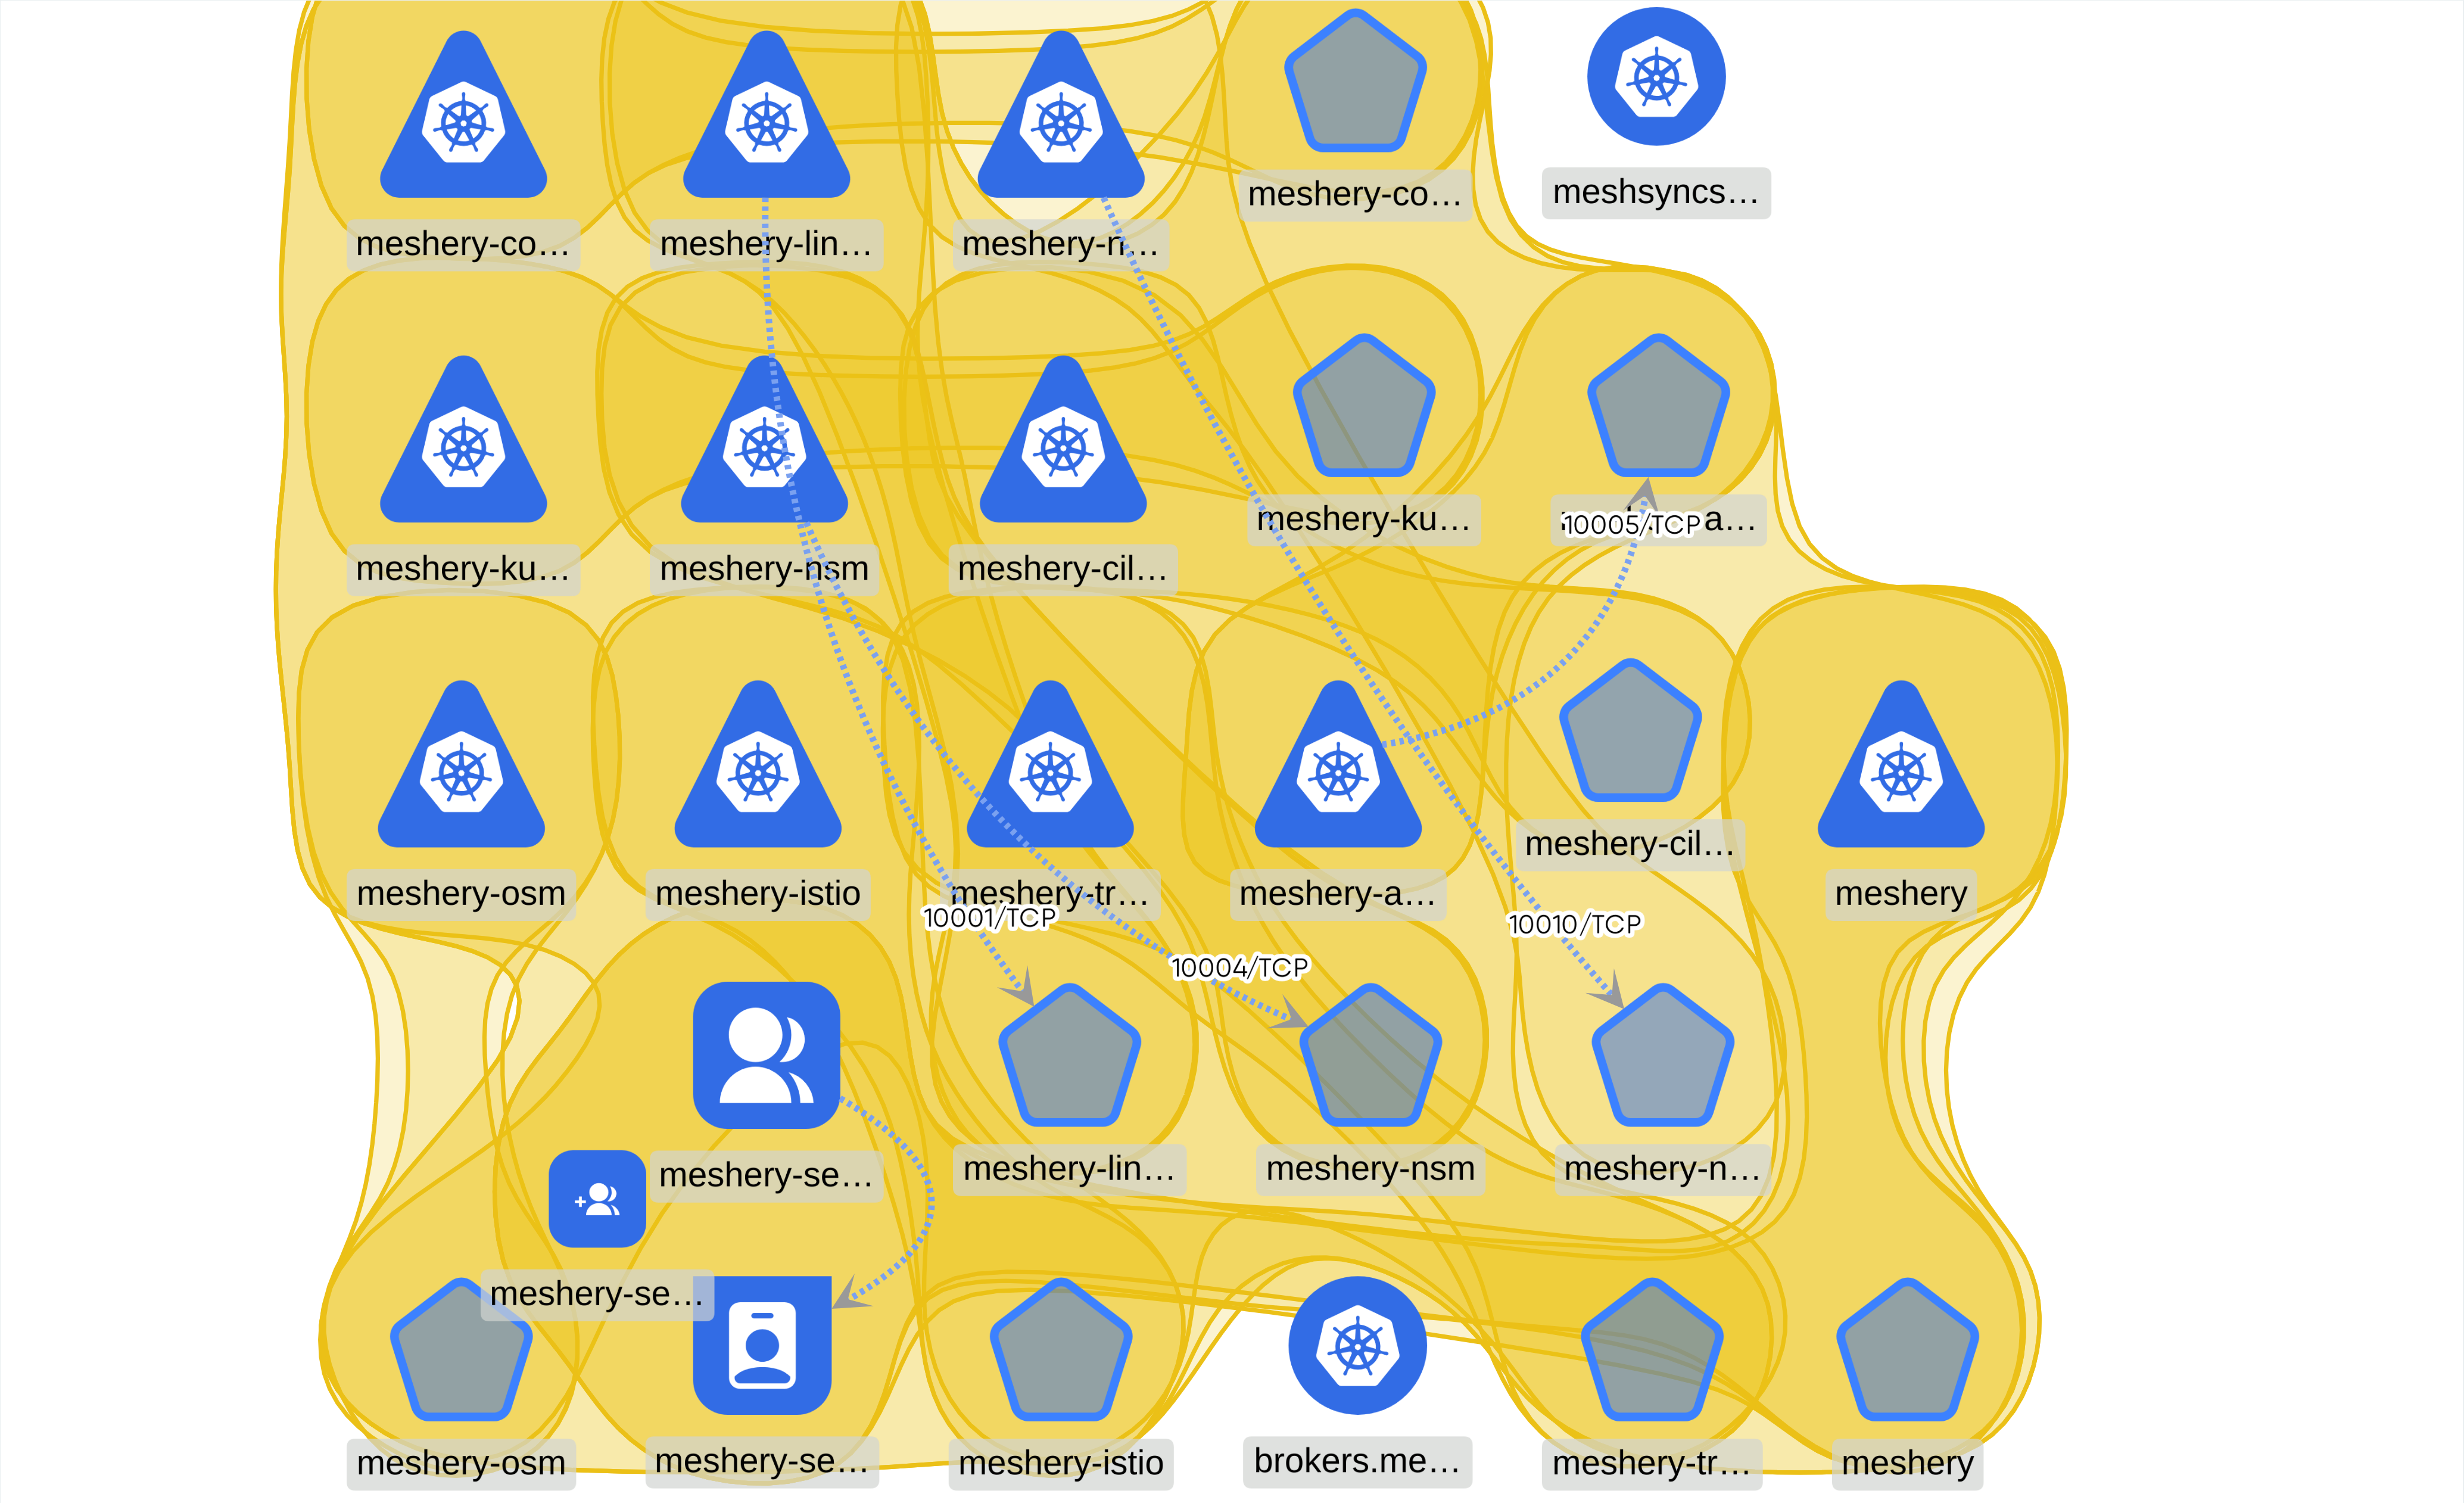 meshery-co…
meshsyncs…
meshery-co…
meshery-lin…
meshery-n…
meshery-ku…
10005/TCP
a…
meshery-ku…
meshery-nsm
meshery-cil…
meshery-cil…
meshery-osm
meshery-istio
meshery-tr…
meshery-a…
meshery
10001/TCP
10010/TCP
10004/TCP
meshery-se…
meshery-lin…
meshery-nsm
meshery-n…
meshery-se…
meshery-osm
meshery-se…
meshery-istio
brokers.me…
meshery-tr…
meshery